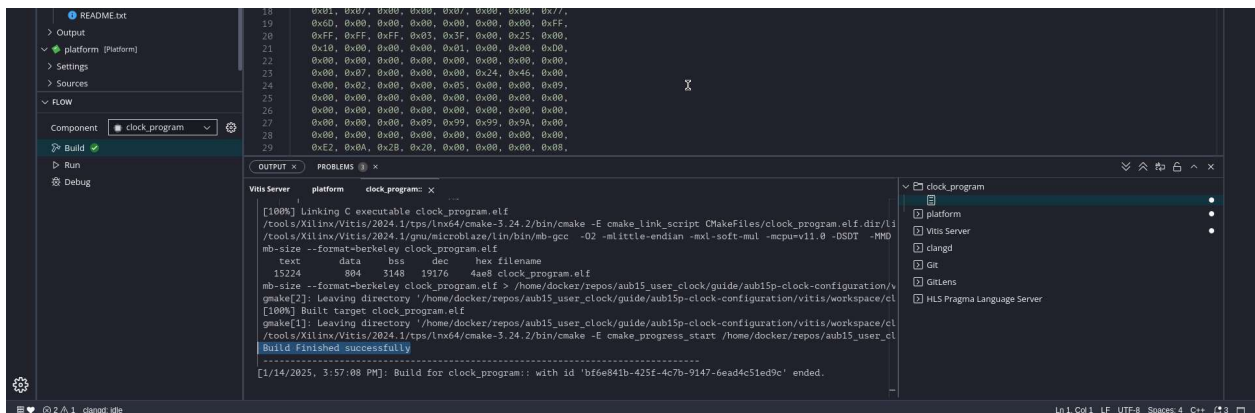 README.txt
> Output
platform [Platform]
> Settings
> Sources
FLOW
Component clock_program
Build
Run
Debug
18 0x01, 0x07, 0x00, 0x00, 0x07, 0x00, 0x00, 0x77,
19 0x6D, 0x00, 0x00, 0x00, 0x00, 0x00, 0x00, 0xFF,
20 0xFF, 0xFF, 0xFF, 0x03, 0x3F, 0x00, 0x25, 0x00,
21 0x10, 0x00, 0x00, 0x00, 0x01, 0x00, 0x00, 0xD0,
22 0x00, 0x00, 0x00, 0x00, 0x00, 0x00, 0x00, 0x00,
23 0x00, 0x07, 0x00, 0x00, 0x00, 0x24, 0x46, 0x00,
24 0x00, 0x02, 0x00, 0x00, 0x05, 0x00, 0x00, 0x09,
25 0x00, 0x00, 0x00, 0x00, 0x00, 0x00, 0x00, 0x00,
26 0x00, 0x00, 0x00, 0x00, 0x00, 0x00, 0x00, 0x00,
27 0x00, 0x00, 0x00, 0x09, 0x99, 0x99, 0x9A, 0x00,
28 0x00, 0x00, 0x00, 0x00, 0x00, 0x00, 0x00, 0x00,
29 0xE2, 0x0A, 0x2B, 0x20, 0x00, 0x00, 0x00, 0x08,
OUTPUT × PROBLEMS 3 ×
Vitis Server platform clock_program:: ×
[100%] Linking C executable clock_program.elf
/tools/Xilinx/Vitis/2024.1/tps/lnx64/cmake-3.24.2/bin/cmake -E cmake_link_script CMakeFiles/clock_program.elf.dir/li
/tools/Xilinx/Vitis/2024.1/gnu/microblaze/lin/bin/mb-gcc -O2 -mlittle-endian -mxl-soft-mul -mcpu=v11.0 -DSDT -MMD
mb-size --format=berkeley clock_program.elf
text data bss dec hex filename
15224 804 3148 19176 4ae8 clock_program.elf
mb-size --format=berkeley clock_program.elf > /home/docker/repos/aub15_user_clock/guide/aub15p-clock-configuration/v
gmake[2]: Leaving directory '/home/docker/repos/aub15_user_clock/guide/aub15p-clock-configuration/vitis/workspace/cl
[100%] Built target clock_program.elf
gmake[1]: Leaving directory '/home/docker/repos/aub15_user_clock/guide/aub15p-clock-configuration/vitis/workspace/cl
/tools/Xilinx/Vitis/2024.1/tps/lnx64/cmake-3.24.2/bin/cmake -E cmake_progress_start /home/docker/repos/aub15_user_cl
Build Finished successfully
--------------------------------------------------------------------------------
[1/14/2025, 3:57:08 PM]: Build for clock_program:: with id 'bf6e841b-425f-4c7b-9147-6ead4c51ed9c' ended.
clock_program
platform
Vitis Server
clangd
Git
GitLens
HLS Pragma Language Server
2 1 clangd: idle
Ln 1, Col 1 LF UTF-8 Spaces: 4 C++ 3